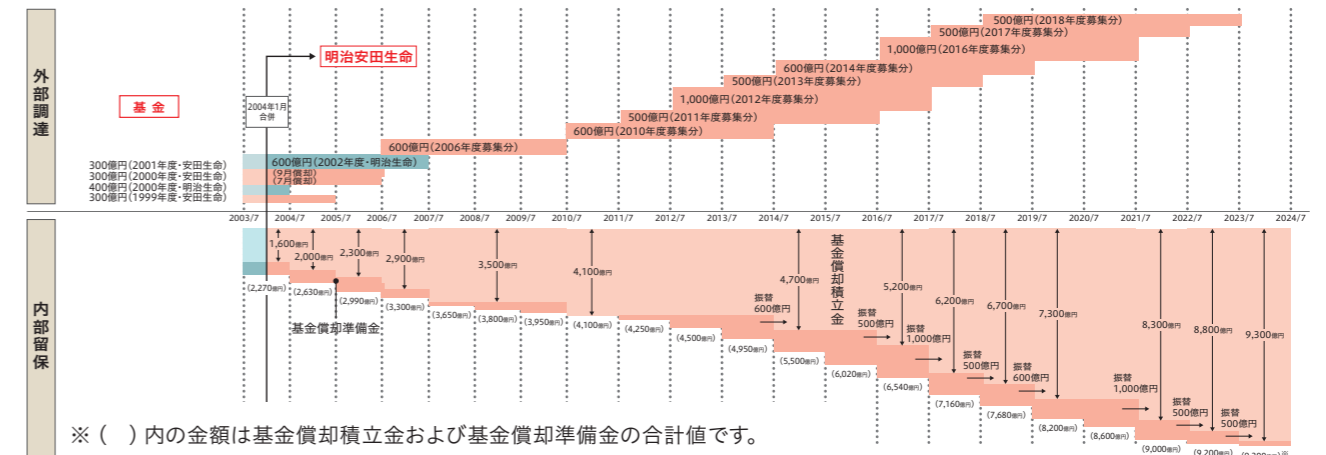 外部調達
基金
2004年1月
合併
明治安田生命
500億円(2018年度募集分)
500億円(2017年度募集分)
1,000億円(2016年度募集分)
600億円(2014年度募集分)
500億円(2013年度募集分)
1,000億円(2012年度募集分)
500億円(2011年度募集分)
600億円(2010年度募集分)
600億円(2006年度募集分)
600億円(2002年度・明治生命)
300億円(2001年度・安田生命)
(9月償却)
300億円(2000年度・安田生命)
(7月償却)
400億円(2000年度・明治生命)
300億円(1999年度・安田生命)
2003/7 2004/7 2005/7 2006/7 2007/7 2008/7 2009/7 2010/7 2011/7 2012/7 2013/7 2014/7 2015/7 2016/7 2017/7 2018/7 2019/7 2020/7 2021/7 2022/7 2023/7 2024/7
内部留保
1,600億円
2,000億円
2,300億円
2,900億円
3,500億円
4,100億円
4,700億円
基金償却積立金
5,200億円
6,200億円
6,700億円
7,300億円
8,300億円
8,800億円
9,300億円
振替
600億円
振替
500億円
振替
1,000億円
振替
500億円
振替
600億円
振替
1,000億円
振替
500億円
振替
500億円
基金償却準備金
(2,270億円)
(2,630億円)
(2,990億円)
(3,300億円)
(3,650億円)
(3,800億円)
(3,950億円)
(4,100億円)
(4,250億円)
(4,500億円)
(4,950億円)
(5,500億円)
(6,020億円)
(6,540億円)
(7,160億円)
(7,680億円)
(8,200億円)
(8,600億円)
(9,000億円)
(9,200億円)
※( )内の金額は基金償却積立金および基金償却準備金の合計値です。